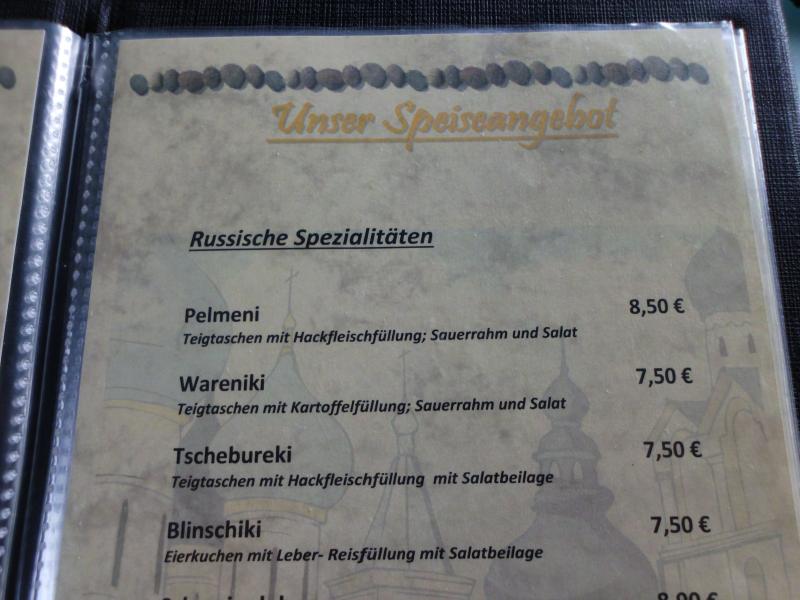 Unser Speiseangebot
Russische Spezialitäten
Pelmeni 8,50 €
Teigtaschen mit Hackfleischfüllung; Sauerrahm und Salat
Wareniki 7,50 €
Teigtaschen mit Kartoffelfüllung; Sauerrahm und Salat
Tschebureki 7,50 €
Teigtaschen mit Hackfleischfüllung mit Salatbeilage
Blinschiki 7,50 €
Eierkuchen mit Leber- Reisfüllung mit Salatbeilage